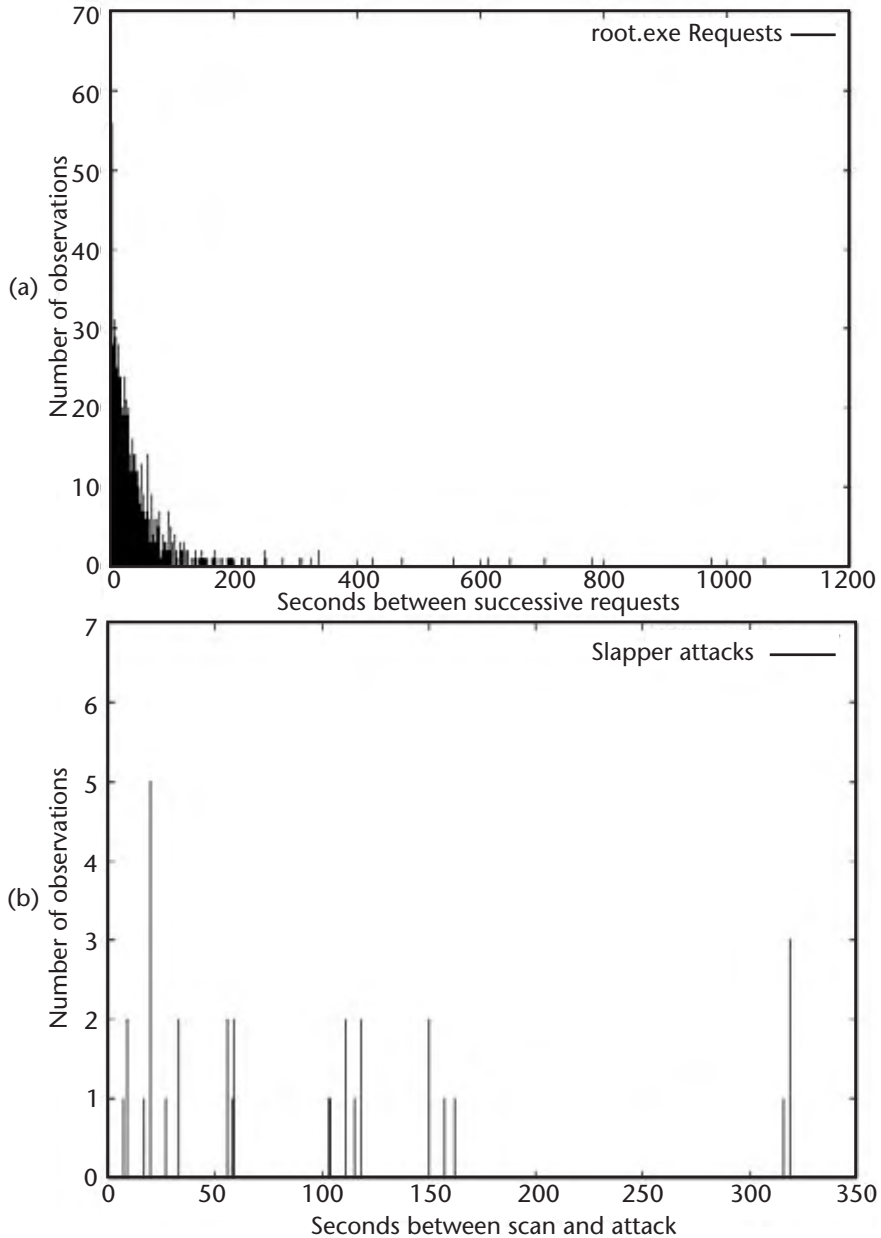 70
root.exe Requests
60
50
40
30
20
10
0
Number of observations
(a)
0 200 400 600 800 1000 1200
Seconds between successive requests
7
Slapper attacks
6
5
4
3
2
1
0
Number of observations
(b)
0 50 100 150 200 250 300 350
Seconds between scan and attack